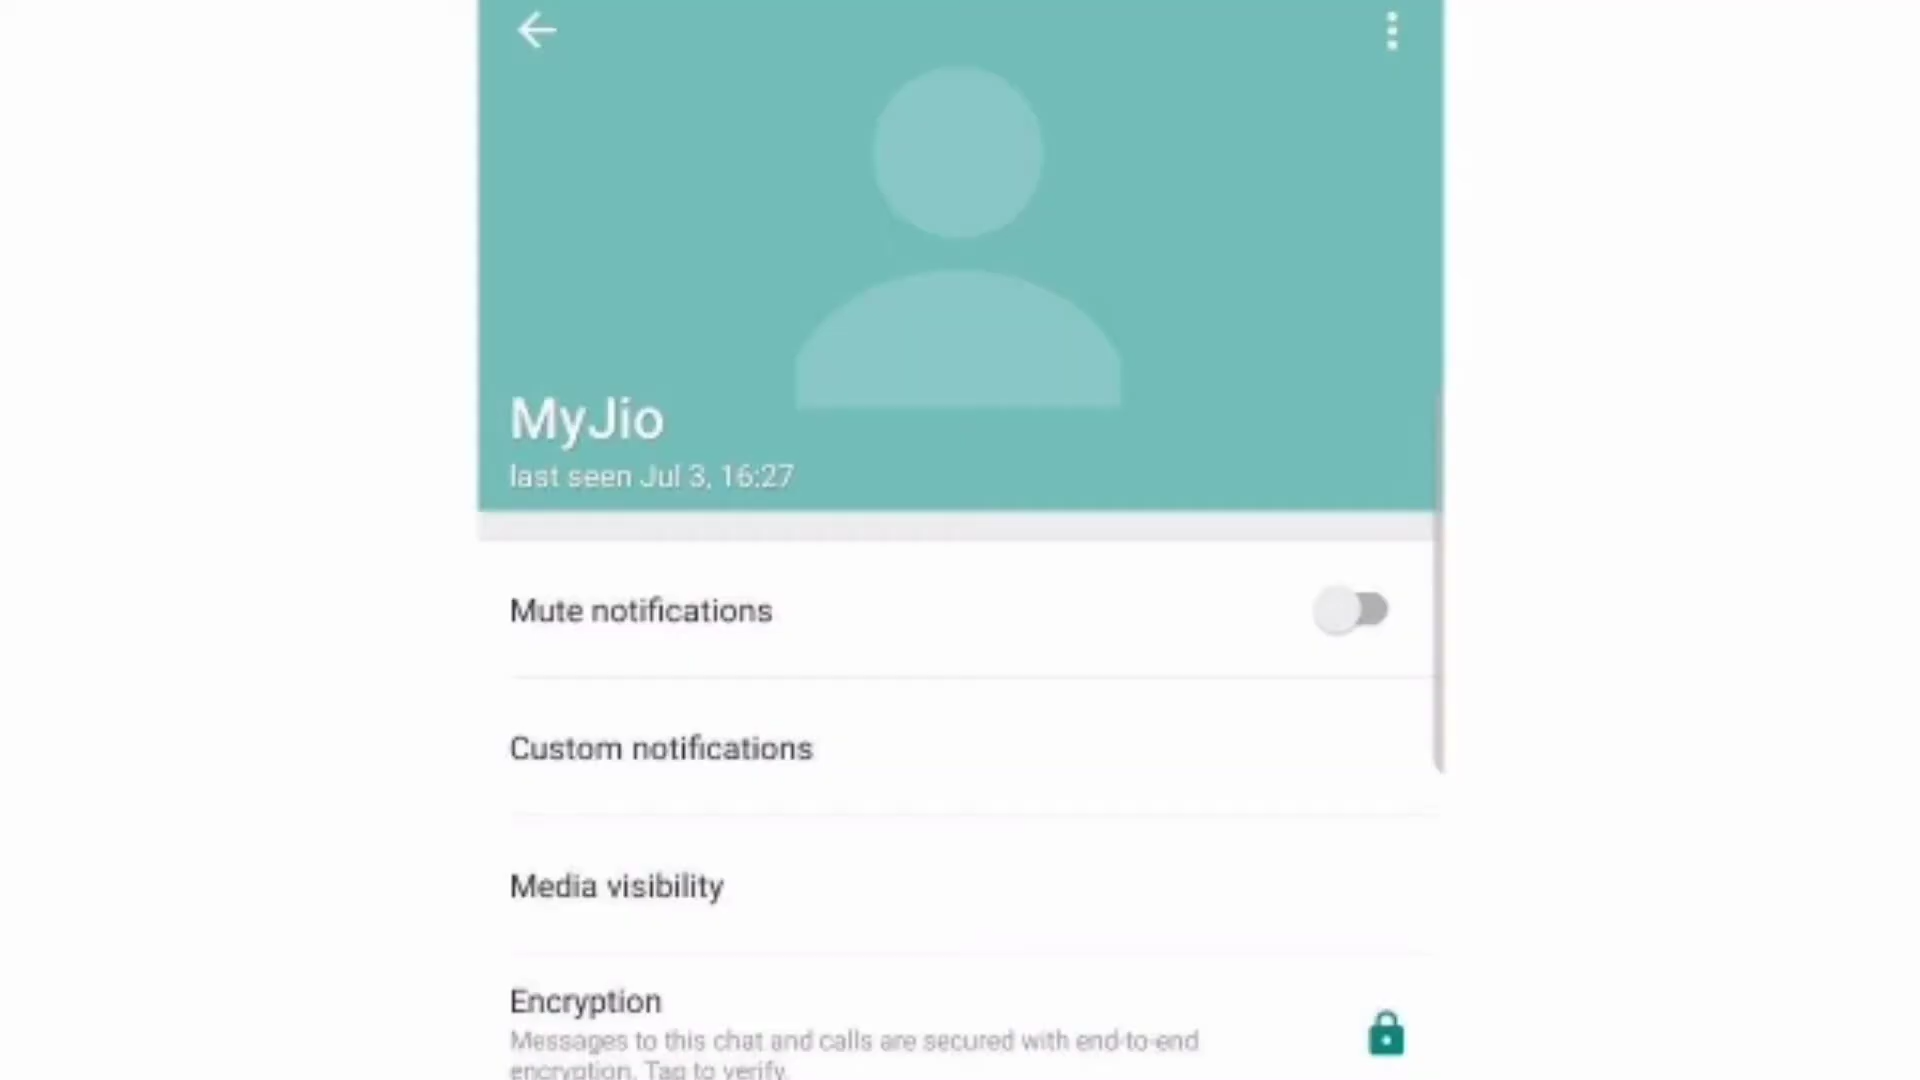 MyJio
last seen Jul 3, 16:27
Mute notifications
Custom notifications
Media visibility
Encryption
Messages to this chat and calls are secured with end-to-end
encryption. Tap to verify.